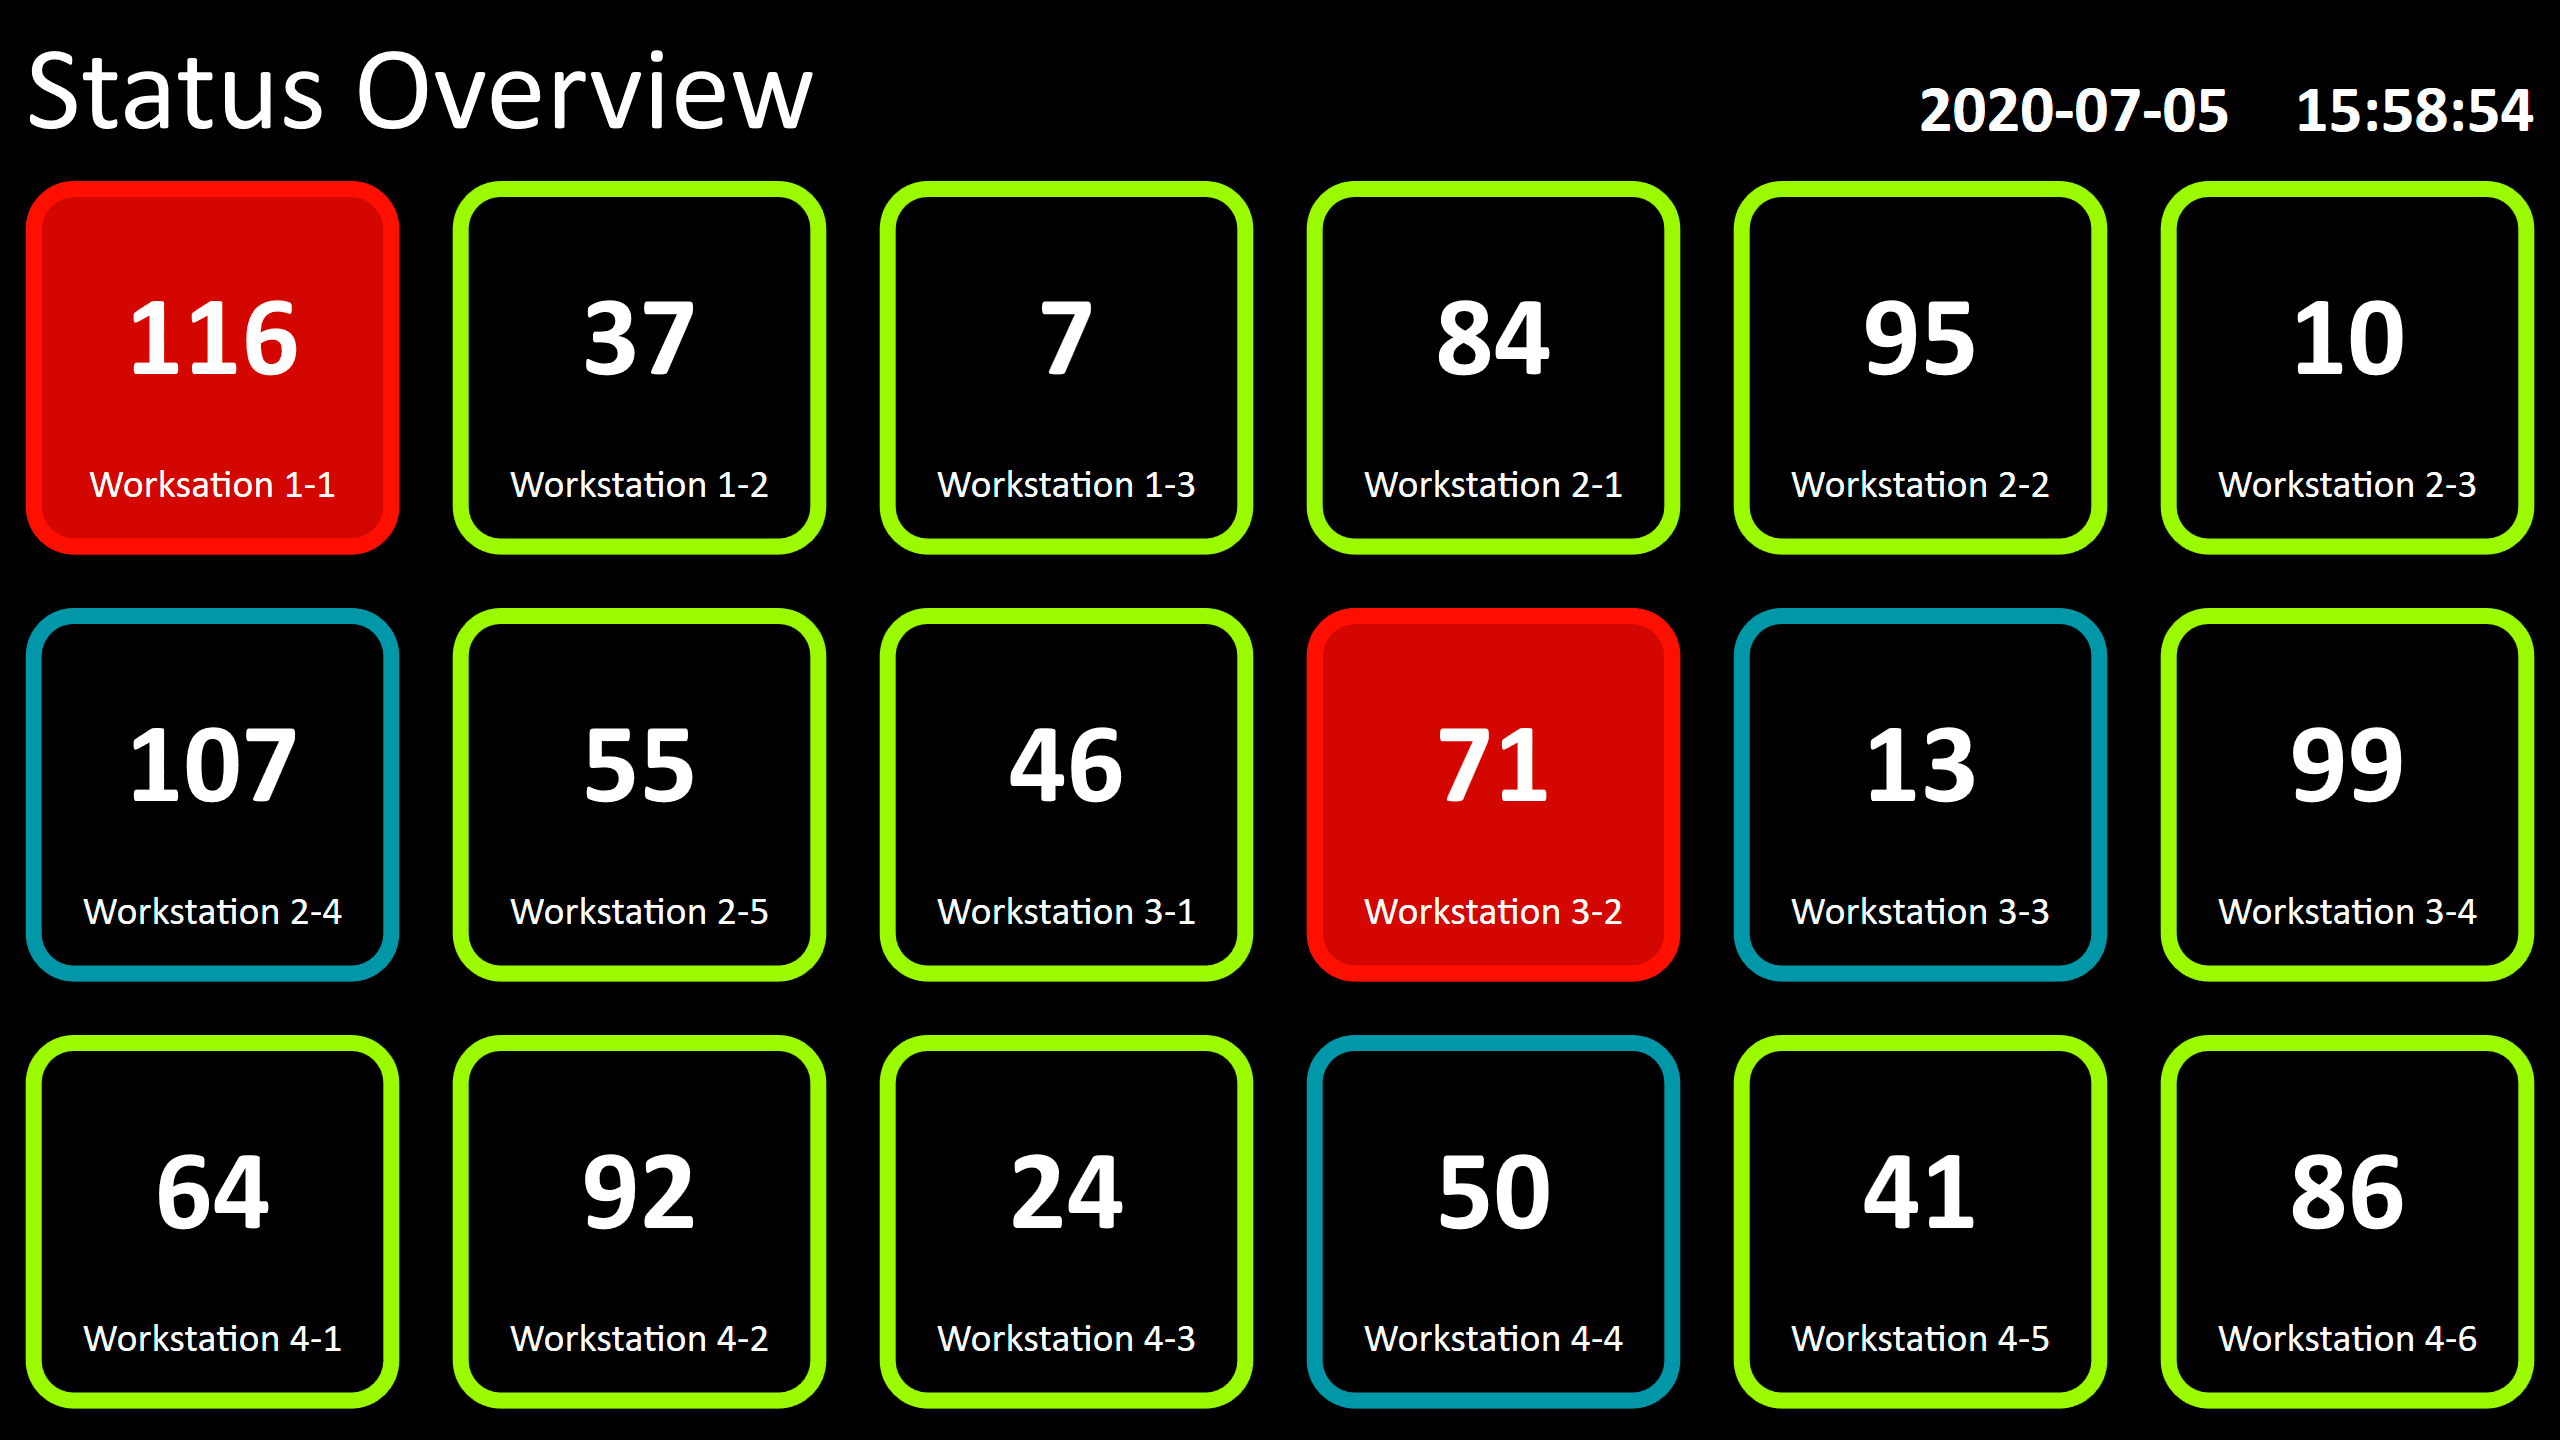 Status Overview
2020-07-05 15:58:54
116
Worksation 1-1
37
Workstation 1-2
7
Workstation 1-3
84
Workstation 2-1
95
Workstation 2-2
10
Workstation 2-3
107
Workstation 2-4
55
Workstation 2-5
46
Workstation 3-1
71
Workstation 3-2
13
Workstation 3-3
99
Workstation 3-4
64
Workstation 4-1
92
Workstation 4-2
24
Workstation 4-3
50
Workstation 4-4
41
Workstation 4-5
86
Workstation 4-6